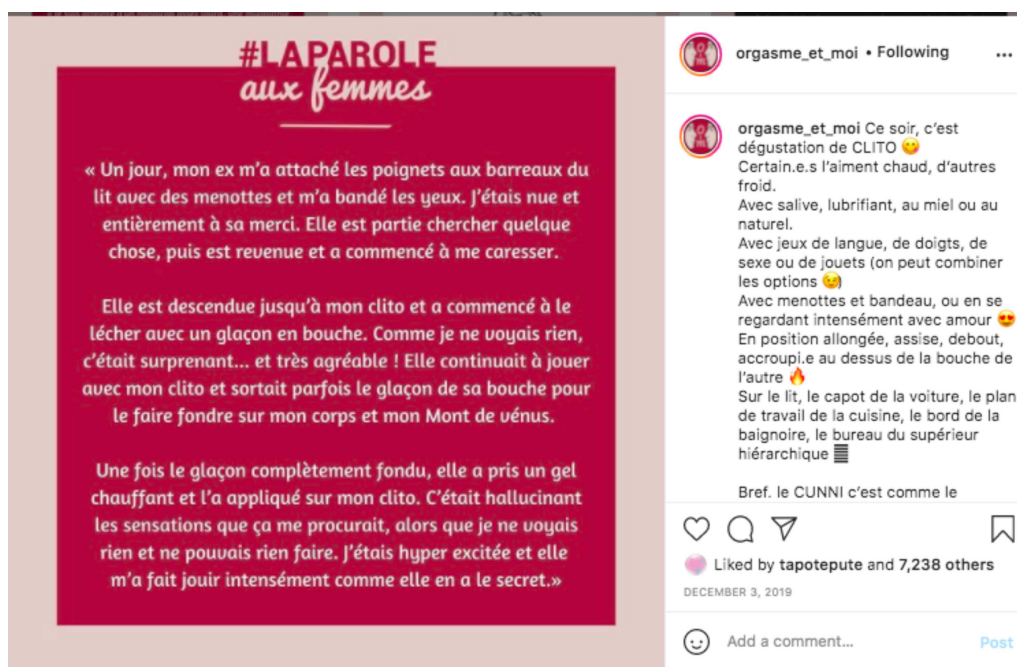 #LAPAROLE
aux femmes
« Un jour, mon ex m'a attaché les poignets aux barreaux du
lit avec des menottes et m'a bandé les yeux. J'étais nue et
entièrement à sa merci. Elle est partie chercher quelque
chose, puis est revenue et a commencé à me caresser.
Elle est descendue jusqu'à mon clito et a commencé à le
lécher avec un glaçon en bouche. Comme je ne voyais rien,
c'était surprenant... et très agréable ! Elle continuait à jouer
avec mon clito et sortait parfois le glaçon de sa bouche pour
le faire fondre sur mon corps et mon Mont de vénus.
Une fois le glaçon complètement fondu, elle a pris un gel
chauffant et l'a appliqué sur mon clito. C'était hallucinant
les sensations que ça me procurait, alors que je ne voyais
rien et ne pouvais rien faire. J'étais hyper excitée et elle
m'a fait jouir intensément comme elle en a le secret.»
orgasme_et_moi • Following
orgasme_et_moi Ce soir, c'est
dégustation de CLITO 😋
Certain.e.s l'aiment chaud, d'autres
froid.
Avec salive, lubrifiant, au miel ou au
naturel.
Avec jeux de langue, de doigts, de
sexe ou de jouets (on peut combiner
les options 😉)
Avec menottes et bandeau, ou en se
regardant intensément avec amour 😍
En position allongée, assise, debout,
accroupi.e au dessus de la bouche de
l'autre 🔥
Sur le lit, le capot de la voiture, le plan
de travail de la cuisine, le bord de la
baignoire, le bureau du supérieur
hiérarchique
Bref. le CUNNI c'est comme le
Liked by tapotepute and 7,238 others
DECEMBER 3, 2019
Add a comment...
Post